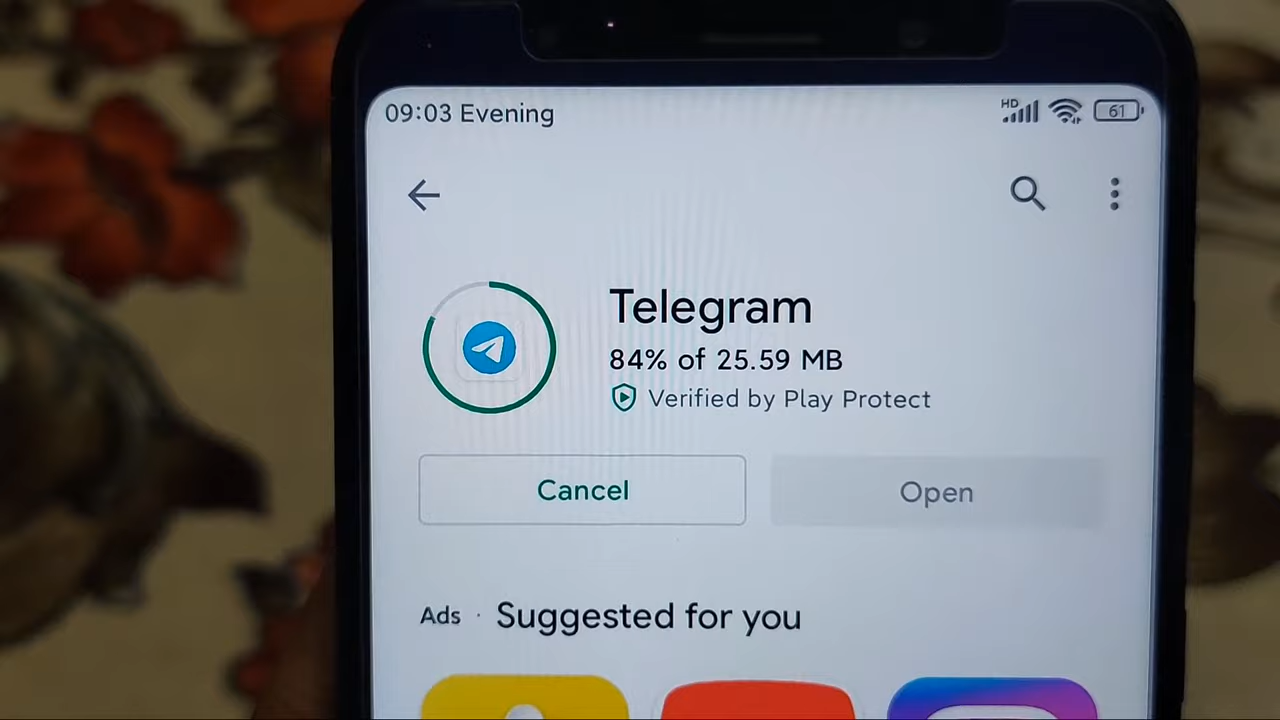 09:03 Evening
HD
61
Telegram
84% of 25.59 MB
Verified by Play Protect
Cancel
Open
Ads · Suggested for you